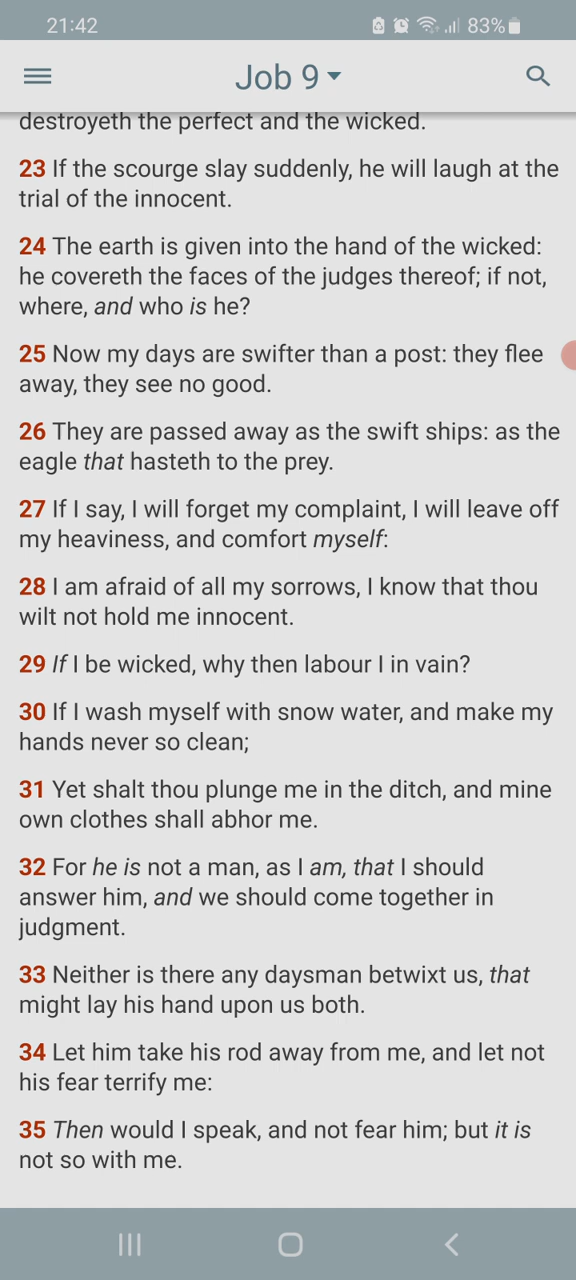 21:42
83%
Job 9
destroyeth the perfect and the wicked.
23 If the scourge slay suddenly, he will laugh at the
trial of the innocent.
24 The earth is given into the hand of the wicked:
he covereth the faces of the judges thereof; if not,
where, and who is he?
25 Now my days are swifter than a post: they flee
away, they see no good.
26 They are passed away as the swift ships: as the
eagle that hasteth to the prey.
27 If I say, I will forget my complaint, I will leave off
my heaviness, and comfort myself:
28 I am afraid of all my sorrows, I know that thou
wilt not hold me innocent.
29 If I be wicked, why then labour I in vain?
30 If I wash myself with snow water, and make my
hands never so clean;
31 Yet shalt thou plunge me in the ditch, and mine
own clothes shall abhor me.
32 For he is not a man, as I am, that I should
answer him, and we should come together in
judgment.
33 Neither is there any daysman betwixt us, that
might lay his hand upon us both.
34 Let him take his rod away from me, and let not
his fear terrify me:
35 Then would I speak, and not fear him; but it is
not so with me.